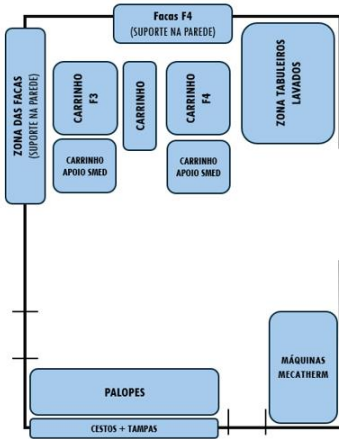 Facas F4
(SUPORTE NA PAREDE)
ZONA DAS FACAS
(SUPORTE NA PAREDE)
CARRINHO
F3
CARRINHO
CARRINHO
F4
ZONA TABULEIROS
LAVADOS
CARRINHO
APOIO SMED
CARRINHO
APOIO SMED
MÁQUINAS
MECATHERM
PALOPES
CESTOS + TAMPAS